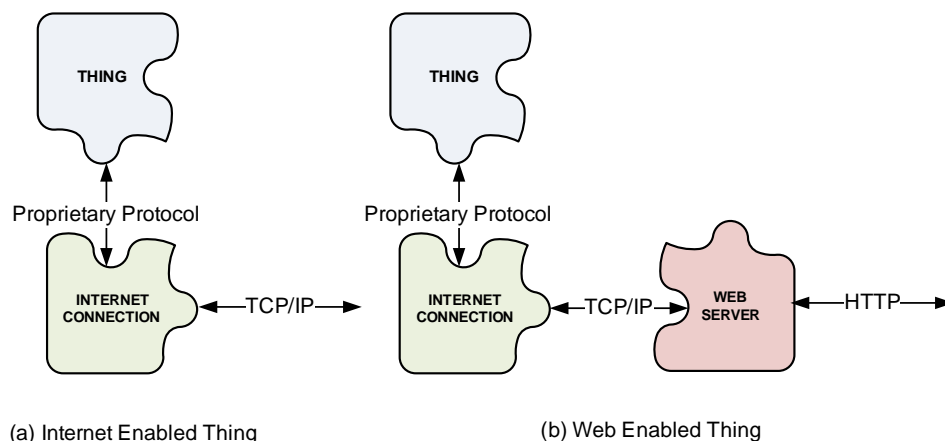 THING
Proprietary Protocol
INTERNET
CONNECTION
TCP/IP
(a) Internet Enabled Thing
THING
Proprietary Protocol
INTERNET
CONNECTION
TCP/IP
WEB
SERVER
HTTP
(b) Web Enabled Thing